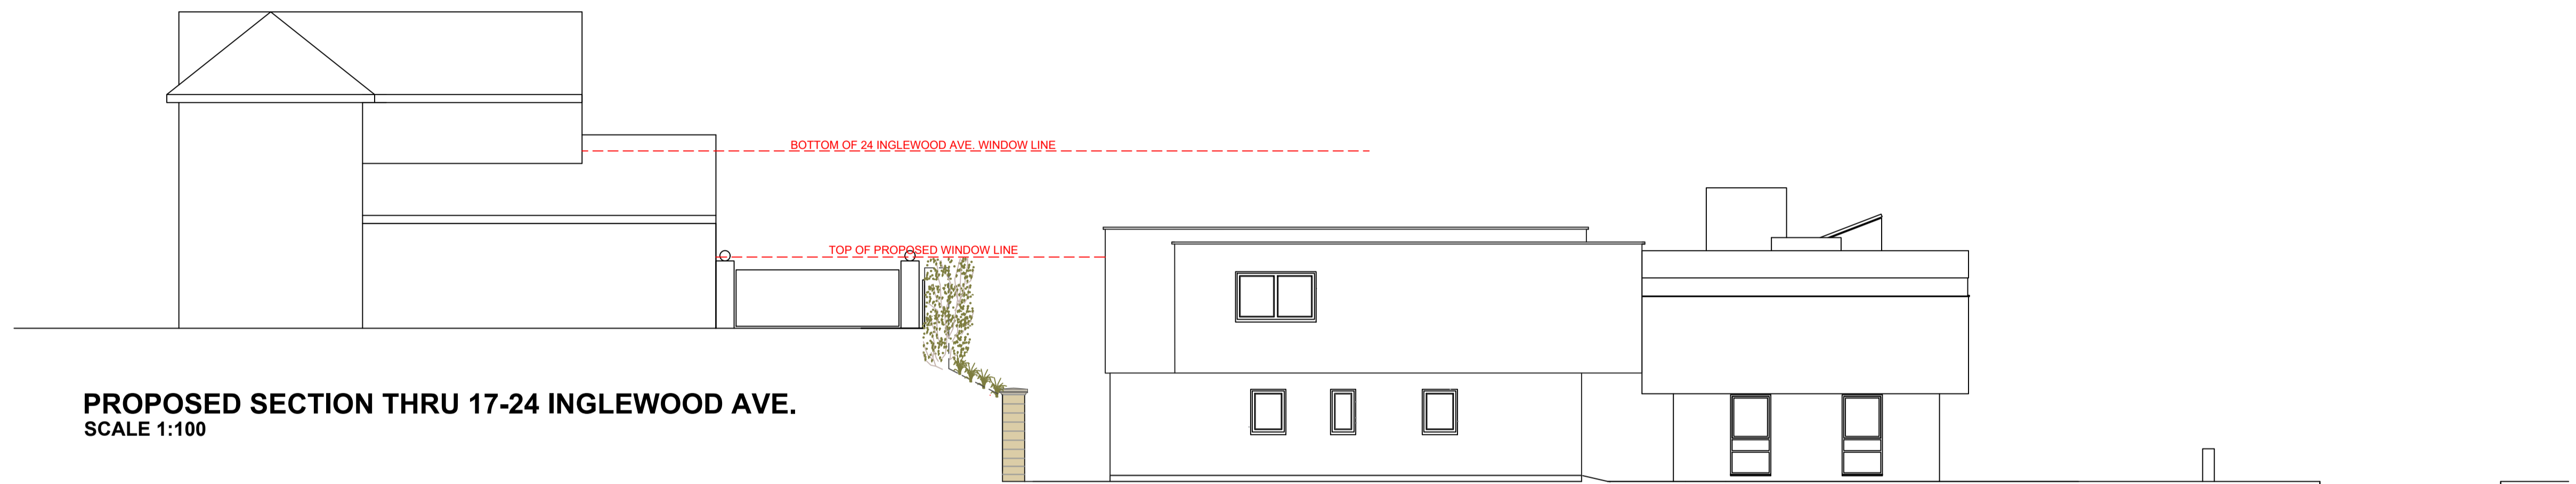 BOTTOM OF 24 INGLEWOOD AVE. WINDOW LINE
TOP OF PROPOSED WINDOW LINE
PROPOSED SECTION THRU 17-24 INGLEWOOD AVE.
SCALE 1:100